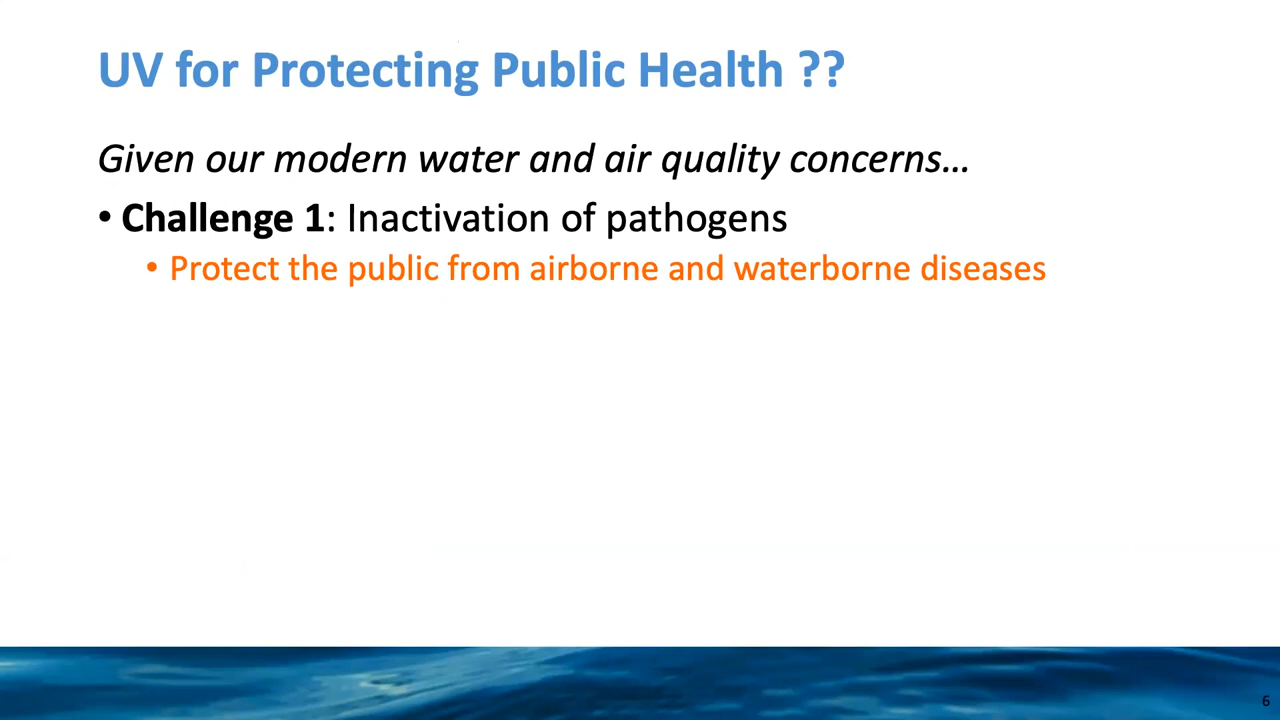 UV for Protecting Public Health ??
Given our modern water and air quality concerns…
• Challenge 1: Inactivation of pathogens
• Protect the public from airborne and waterborne diseases
6